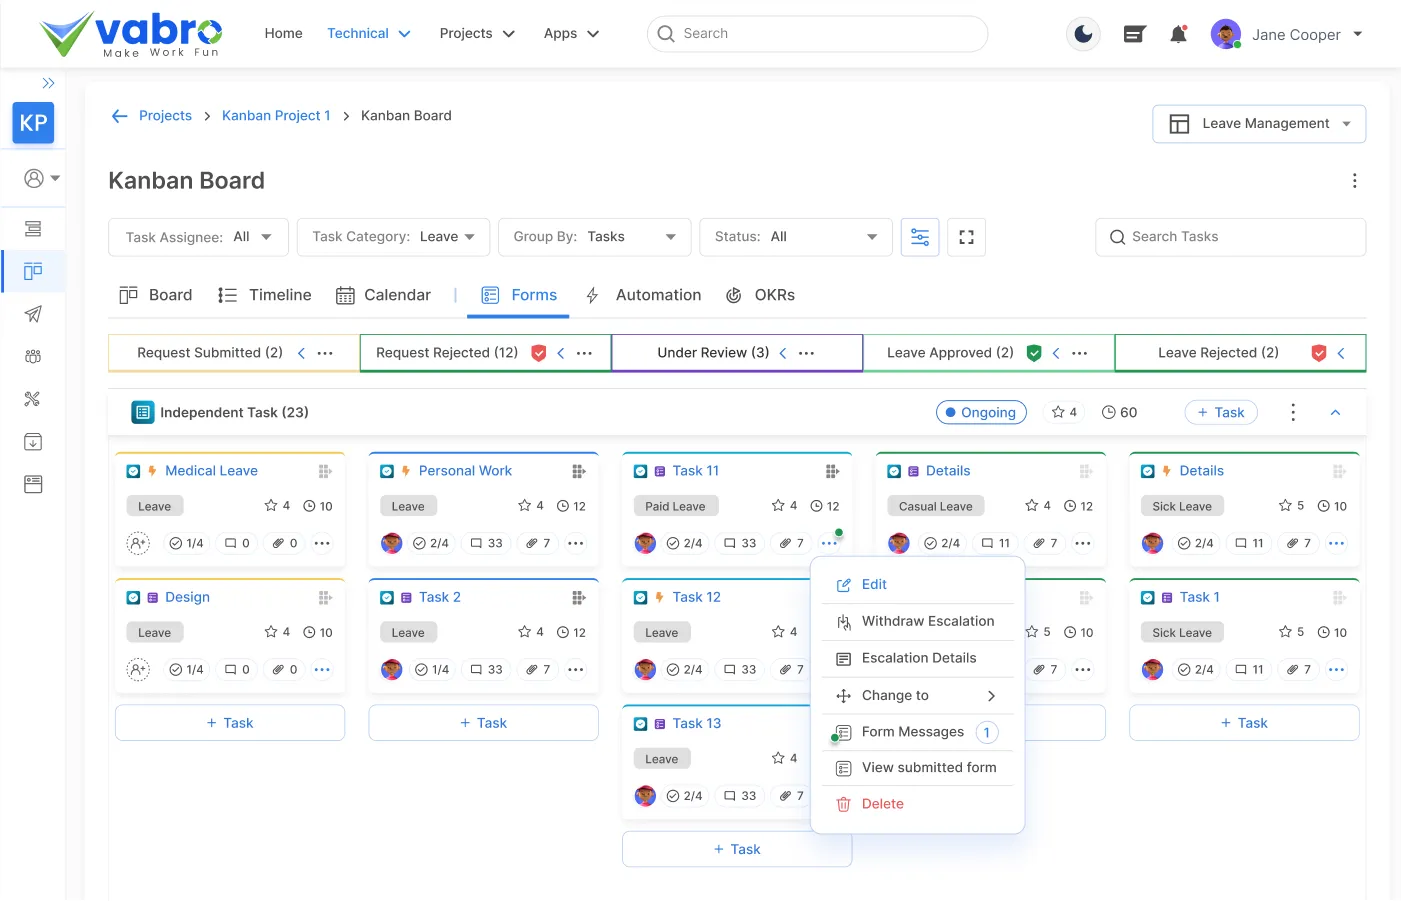 vabro
Make Work Fun
Home Technical Projects Apps Search Jane Cooper
KP
Projects > Kanban Project 1 > Kanban Board
Leave Management
Kanban Board
Task Assignee: All Task Category: Leave Group By: Tasks Status: All Search Tasks
Board Timeline Calendar | Forms Automation OKRs
Request Submitted (2) Request Rejected (12) Under Review (3) Leave Approved (2) Leave Rejected (2)
Independent Task (23) Ongoing 4 60 + Task
Medical Leave Personal Work Task 11 Details Details
Leave 4 10 Leave 4 12 Paid Leave 4 12 Casual Leave 4 12 Sick Leave 5 10
1/4 0 0 2/4 33 7 2/4 33 7 2/4 11 7 2/4 11 7
Edit
Design Task 2 Task 12 Task 1
Withdraw Escalation
Leave 4 10 Leave 4 12 Leave 4 5 10 Sick Leave 5 10
Escalation Details
1/4 0 0 1/4 33 7 2/4 33 7 7 2/4 11 7
Change to
+ Task + Task Task 13 + Task
Form Messages 1
Leave 4
View submitted form
2/4 33 7
Delete
+ Task